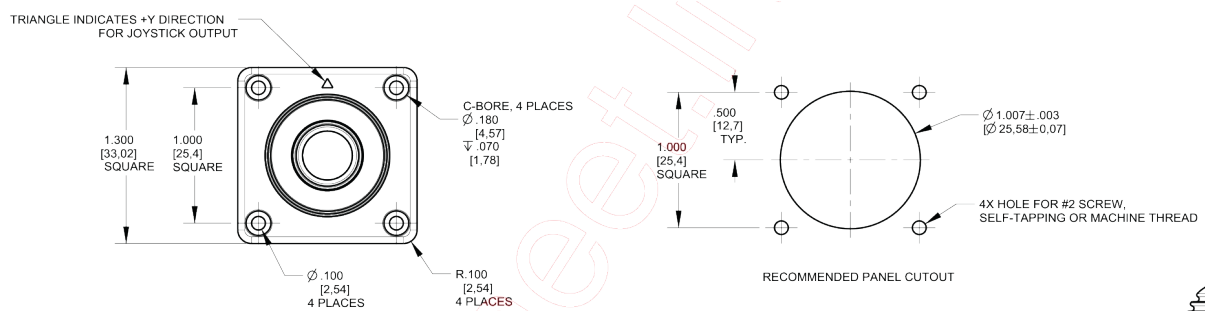 TRIANGLE INDICATES +Y DIRECTION
FOR JOYSTICK OUTPUT
1.300
[33,02]
SQUARE
1.000
[25,4]
SQUARE
C-BORE, 4 PLACES
Ø .180
[4,57]
↧ .070
[1,78]
Ø .100
[2,54]
4 PLACES
R.100
[2,54]
4 PLACES
.500
[12,7]
TYP.
1.000
[25,4]
SQUARE
Ø 1.007±.003
[Ø 25,58±0,07]
4X HOLE FOR #2 SCREW,
SELF-TAPPING OR MACHINE THREAD
RECOMMENDED PANEL CUTOUT